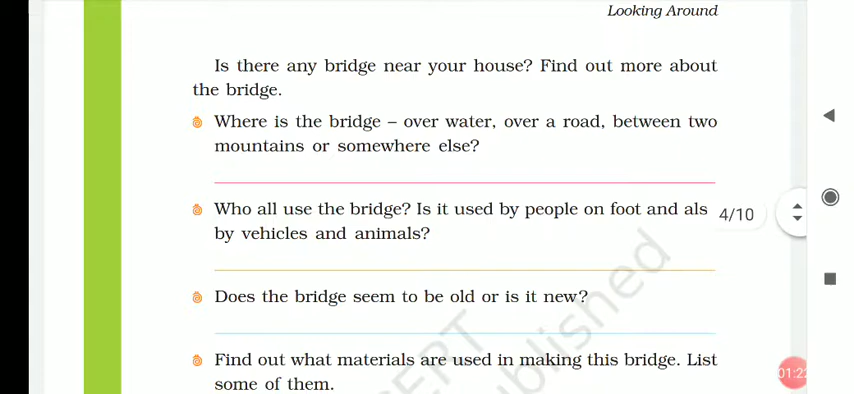 Looking Around
Is there any bridge near your house? Find out more about
the bridge.
Where is the bridge – over water, over a road, between two
mountains or somewhere else?
Who all use the bridge? Is it used by people on foot and als
4/10
by vehicles and animals?
Does the bridge seem to be old or is it new?
Find out what materials are used in making this bridge. List
01:22
some of them.
ublished